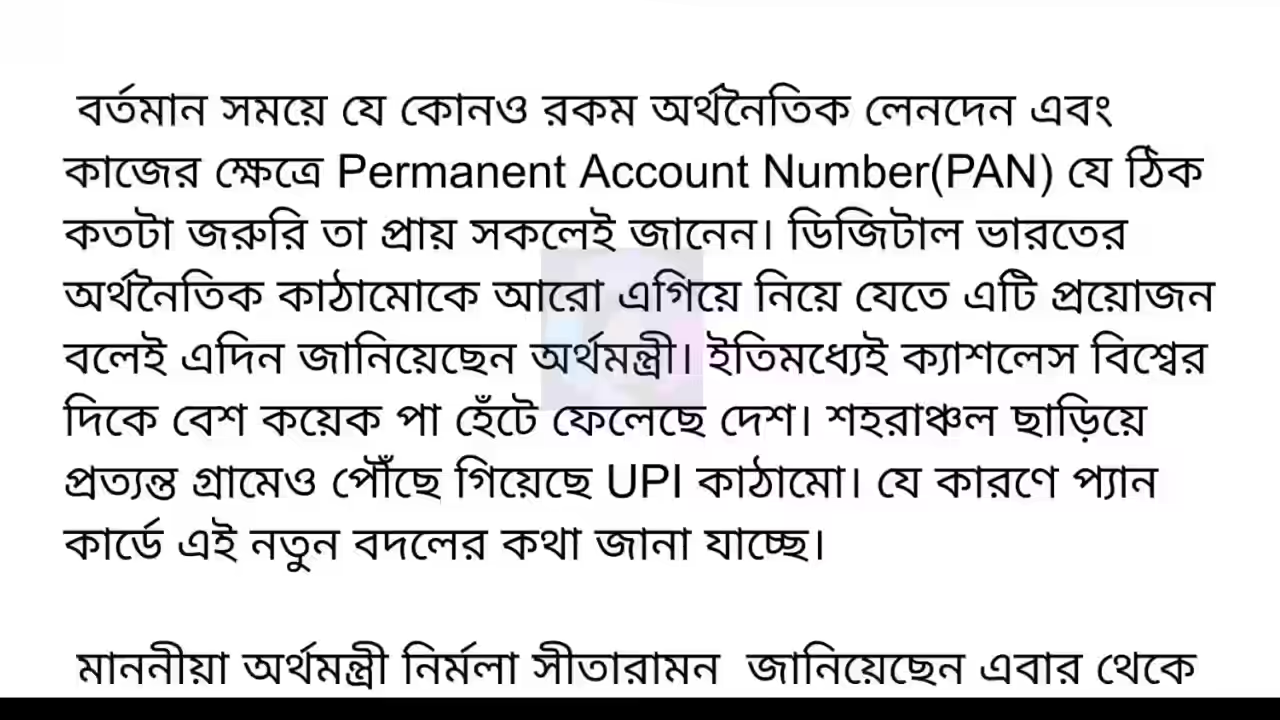 বর্তমান সময়ে যে কোনও রকম অর্থনৈতিক লেনদেন এবং
কাজের ক্ষেত্রে Permanent Account Number(PAN) যে ঠিক
কতটা জরুরি তা প্রায় সকলেই জানেন। ডিজিটাল ভারতের
অর্থনৈতিক কাঠামোকে আরো এগিয়ে নিয়ে যেতে এটি প্রয়োজন
বলেই এদিন জানিয়েছেন অর্থমন্ত্রী। ইতিমধ্যেই ক্যাশলেস বিশ্বের
দিকে বেশ কয়েক পা হেঁটে ফেলেছে দেশ। শহরাঞ্চল ছাড়িয়ে
প্রত্যন্ত গ্রামেও পৌঁছে গিয়েছে UPI কাঠামো। যে কারণে প্যান
কার্ডে এই নতুন বদলের কথা জানা যাচ্ছে।
মাননীয়া অর্থমন্ত্রী নির্মলা সীতারামন জানিয়েছেন এবার থেকে